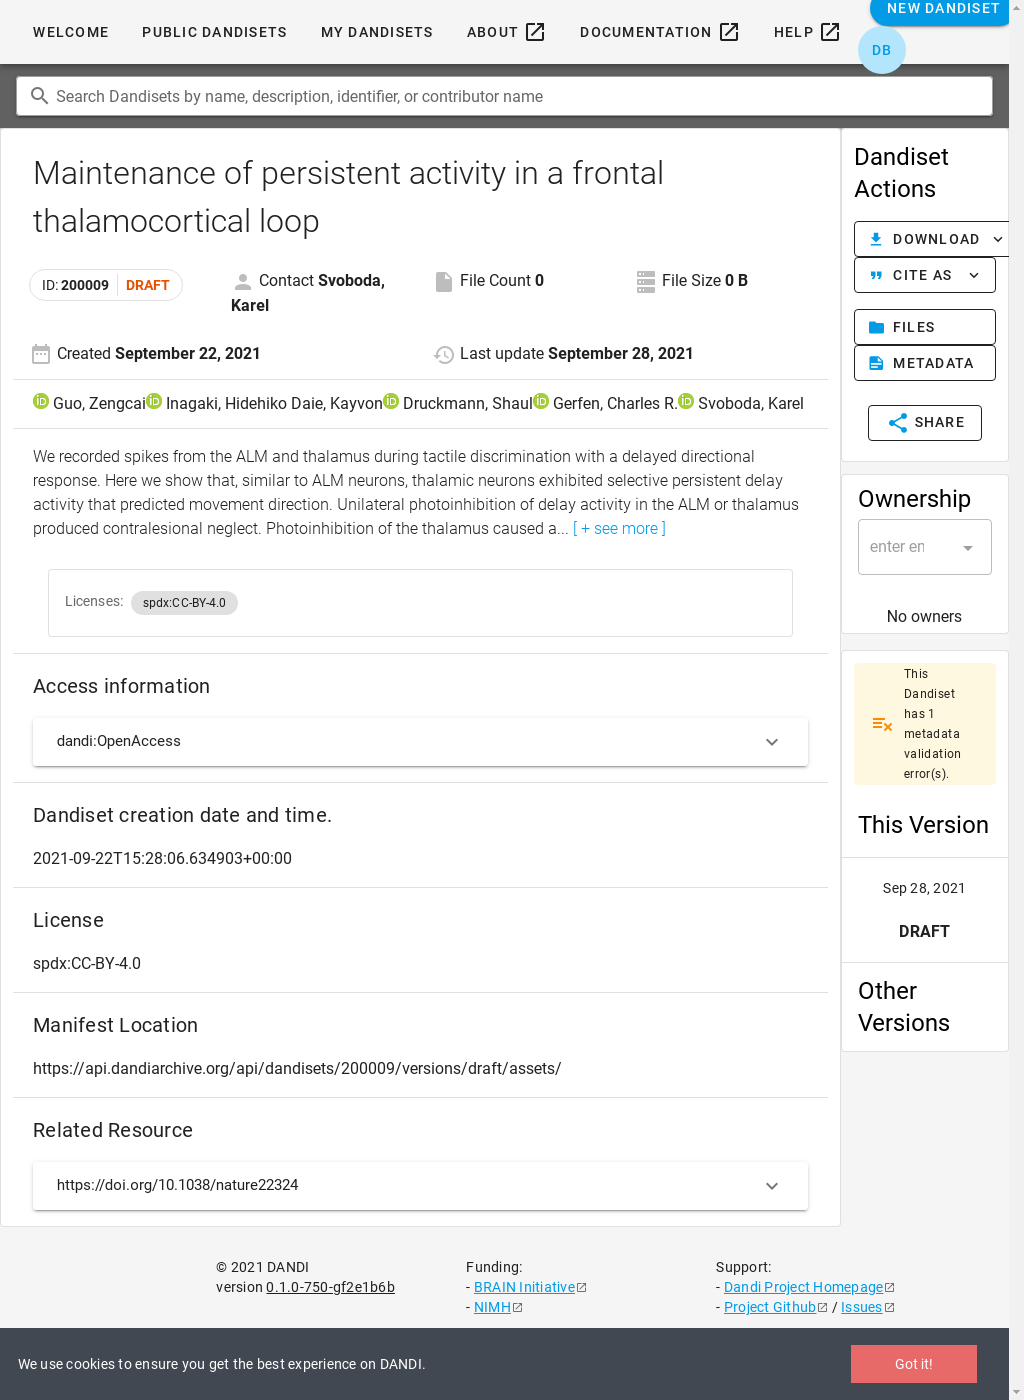 NEW DANDISET
WELCOME PUBLIC DANDISETS MY DANDISETS ABOUT DOCUMENTATION HELP
DB
Search Dandisets by name, description, identifier, or contributor name
Maintenance of persistent activity in a frontal
thalamocortical loop
ID: 200009 DRAFT
Contact Svoboda,
Karel
File Count 0
File Size 0 B
Created September 22, 2021
Last update September 28, 2021
Guo, Zengcai Inagaki, Hidehiko Daie, Kayvon Druckmann, Shaul Gerfen, Charles R. Svoboda, Karel
We recorded spikes from the ALM and thalamus during tactile discrimination with a delayed directional
response. Here we show that, similar to ALM neurons, thalamic neurons exhibited selective persistent delay
activity that predicted movement direction. Unilateral photoinhibition of delay activity in the ALM or thalamus
produced contralesional neglect. Photoinhibition of the thalamus caused a... [ + see more ]
Licenses: spdx:CC-BY-4.0
Access information
dandi:OpenAccess
Dandiset creation date and time.
2021-09-22T15:28:06.634903+00:00
License
spdx:CC-BY-4.0
Manifest Location
https://api.dandiarchive.org/api/dandisets/200009/versions/draft/assets/
Related Resource
https://doi.org/10.1038/nature22324
Dandiset
Actions
DOWNLOAD
CITE AS
FILES
METADATA
SHARE
Ownership
enter en
No owners
This
Dandiset
has 1
metadata
validation
error(s).
This Version
Sep 28, 2021
DRAFT
Other
Versions
© 2021 DANDI
version 0.1.0-750-gf2e1b6b
Funding:
- BRAIN Initiative
- NIMH
Support:
- Dandi Project Homepage
- Project Github / Issues
We use cookies to ensure you get the best experience on DANDI.
Got it!